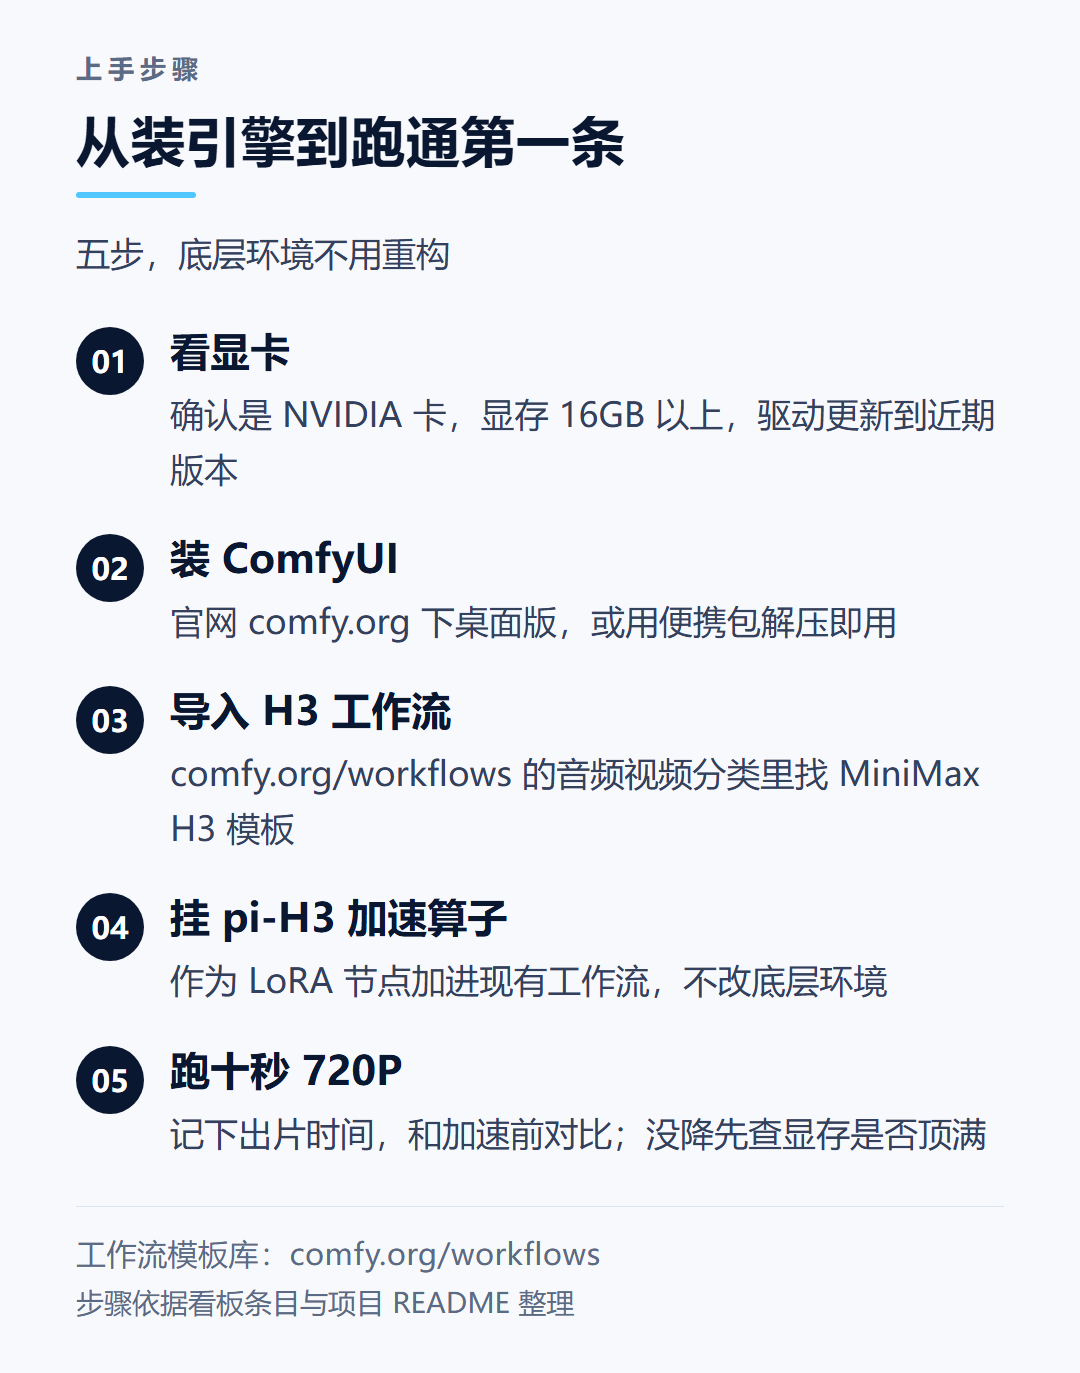 上手步骤
从装引擎到跑通第一条
五步，底层环境不用重构
01
看显卡
确认是 NVIDIA 卡，显存 16GB 以上，驱动更新到近期
版本
02
装 ComfyUI
官网 comfy.org 下桌面版，或用便携包解压即用
03
导入 H3 工作流
comfy.org/workflows 的音频视频分类里找 MiniMax
H3 模板
04
挂 pi-H3 加速算子
作为 LoRA 节点加进现有工作流，不改底层环境
05
跑十秒 720P
记下出片时间，和加速前对比；没降先查显存是否顶满
工作流模板库：comfy.org/workflows
步骤依据看板条目与项目 README 整理